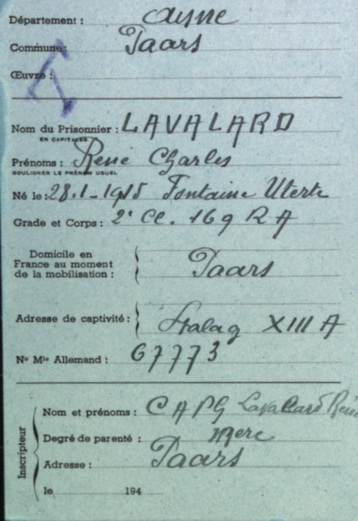 Département : Aisne
Commune : Paars
Œuvre :
Nom du Prisonnier : LAVALARD
EN CAPITALES
Prénoms : René Charles
SOULIGNER LE PRÉNOM USUEL
Né le : 28.1-1915 Fontaine Uterte
Grade et Corps : 2e Cl. 169 R A
Domicile en
France au moment
de la mobilisation : Paars
Adresse de captivité : Stalag XIII A
No Mle Allemand : 67773
Inscripteur
Nom et prénoms : C A P G Lavallard
Degré de parenté : Mere
Adresse : Paars
le 194